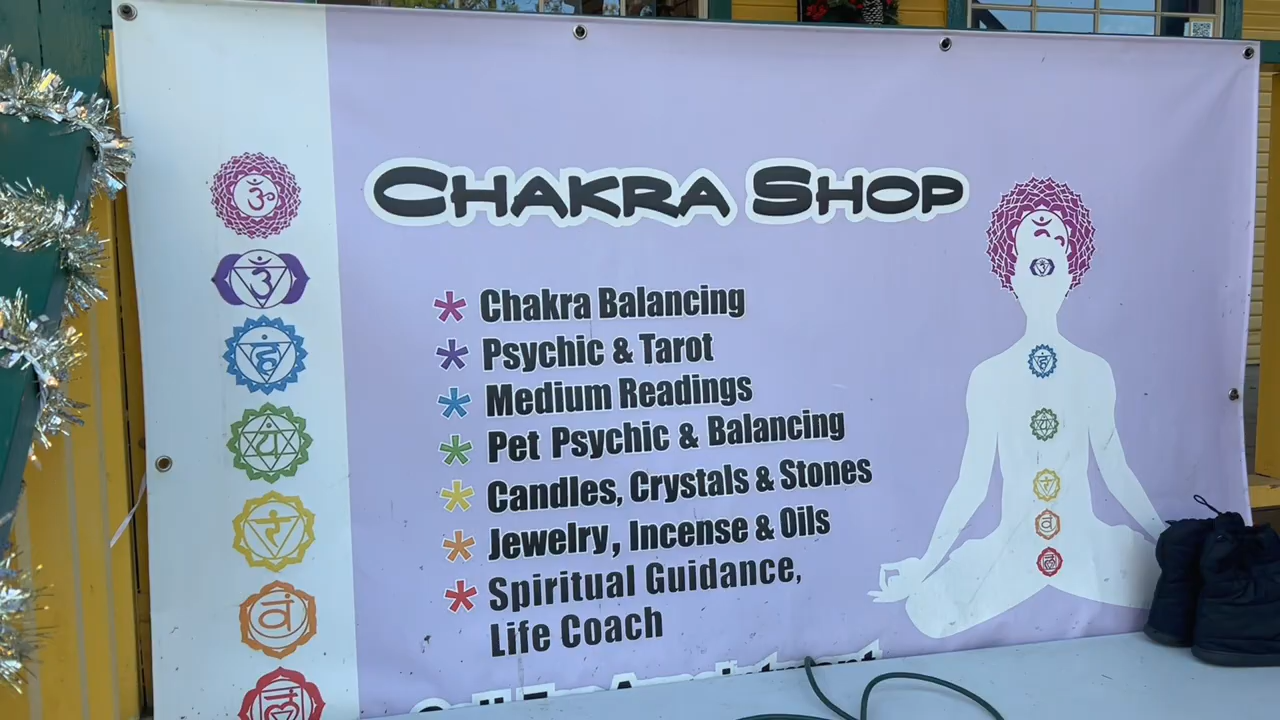 CHAKRA SHOP
* Chakra Balancing
* Psychic & Tarot
* Medium Readings
* Pet Psychic & Balancing
* Candles, Crystals & Stones
* Jewelry, Incense & Oils
* Spiritual Guidance,
Life Coach